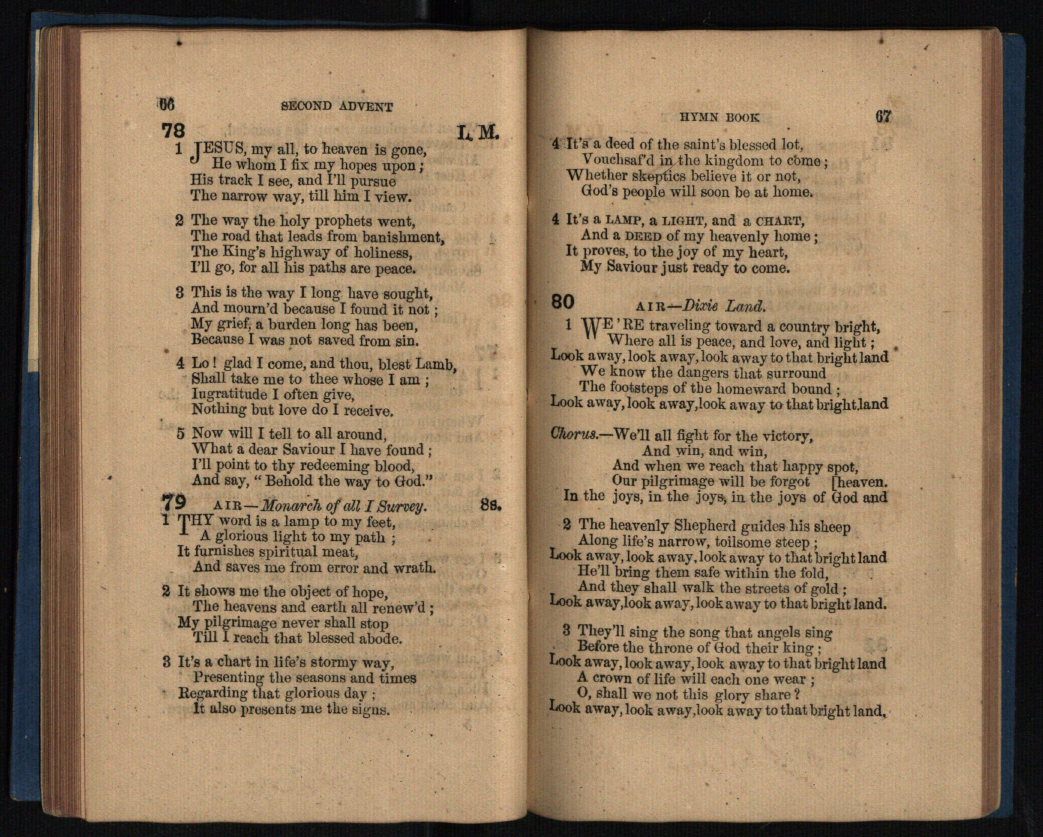 66
SECOND ADVENT
78 L. M.
1 JESUS, my all, to heaven is gone,
He whom I fix my hopes upon;
His track I see, and I'll pursue
The narrow way, till him I view.
2 The way the holy prophets went,
The road that leads from banishment,
The King's highway of holiness,
I'll go, for all his paths are peace.
3 This is the way I long have sought,
And mourn'd because I found it not;
My grief, a burden long has been,
Because I was not saved from sin.
4 Lo! glad I come, and thou, blest Lamb,
Shall take me to thee whose I am;
Ingratitude I often give,
Nothing but love do I receive.
5 Now will I tell to all around,
What a dear Saviour I have found;
I'll point to thy redeeming blood,
And say, "Behold the way to God."
79 AIR—Monarch of all I Survey. 8s.
1 THY word is a lamp to my feet,
A glorious light to my path;
It furnishes spiritual meat,
And saves me from error and wrath.
2 It shows me the object of hope,
The heavens and earth all renew'd;
My pilgrimage never shall stop
Till I reach that blessed abode.
3 It's a chart in life's stormy way,
Presenting the seasons and times
Regarding that glorious day;
It also presents me the signs.
HYMN BOOK
67
4 It's a deed of the saint's blessed lot,
Vouchsaf'd in the kingdom to come;
Whether skeptics believe it or not,
God's people will soon be at home.
4 It's a LAMP, a LIGHT, and a CHART,
And a DEED of my heavenly home;
It proves, to the joy of my heart,
My Saviour just ready to come.
80 AIR—Dixie Land.
1 WE'RE traveling toward a country bright,
Where all is peace, and love, and light;
Look away, look away, look away to that bright land
We know the dangers that surround
The footsteps of the homeward bound;
Look away, look away, look away to that bright land
Chorus.—We'll all fight for the victory,
And win, and win,
And when we reach that happy spot,
Our pilgrimage will be forgot [heaven.
In the joys, in the joys, in the joys of God and
2 The heavenly Shepherd guides his sheep
Along life's narrow, toilsome steep;
Look away, look away, look away to that bright land
He'll bring them safe within the fold,
And they shall walk the streets of gold;
Look away, look away, look away to that bright land.
3 They'll sing the song that angels sing
Before the throne of God their king;
Look away, look away, look away to that bright land
A crown of life will each one wear;
O, shall we not this glory share?
Look away, look away, look away to that bright land,